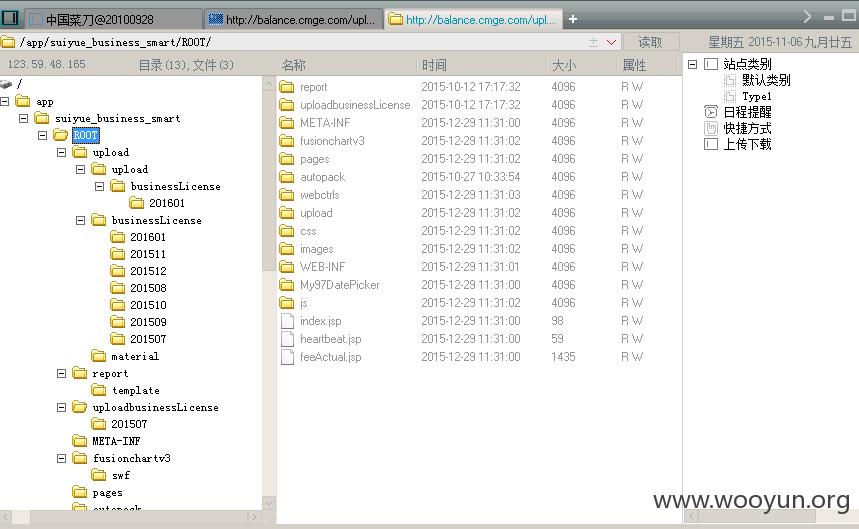 中国菜刀@20100928
http://balance.cmge.com/upl...
http://balance.cmge.com/upl...
/app/suiyue_business_smart/ROOT/
读取
星期五 2015-11-06 九月廿五
123.59.48.165
目录(13),文件(3)
名称 时间 大小 属性
/
app
suiyue_business_smart
ROOT
upload
upload
businessLicense
201601
businessLicense
201601
201511
201512
201508
201510
201509
201507
material
report
template
uploadbusinessLicense
201507
META-INF
fusionchartv3
swf
pages
autopack
report 2015-10-12 17:17:32 4096 R W
uploadbusinessLicense 2015-10-12 17:17:32 4096 R W
META-INF 2015-12-29 11:31:00 4096 R W
fusionchartv3 2015-12-29 11:31:02 4096 R W
pages 2015-12-29 11:31:02 4096 R W
autopack 2015-10-27 10:33:54 4096 R W
webctrls 2015-12-29 11:31:03 4096 R W
upload 2015-12-29 11:31:02 4096 R W
css 2015-12-29 11:31:02 4096 R W
images 2015-12-29 11:31:02 4096 R W
WEB-INF 2015-12-29 11:31:01 4096 R W
My97DatePicker 2015-12-29 11:31:00 4096 R W
js 2015-12-29 11:31:02 4096 R W
index.jsp 2015-12-29 11:31:00 98 R W
heartbeat.jsp 2015-12-29 11:31:00 59 R W
feeActual.jsp 2015-12-29 11:31:00 1435 R W
站点类别
默认类别
Type1
日程提醒
快捷方式
上传下载
www.wooyun.org